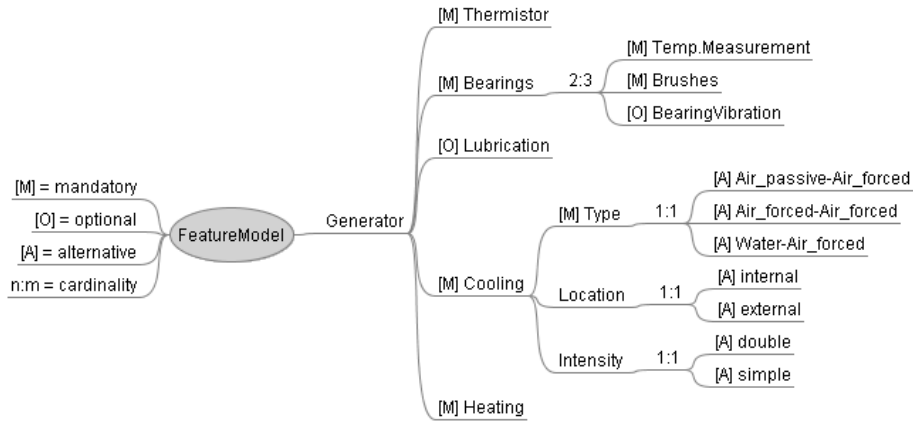 [M] = mandatory
[O] = optional
[A] = alternative
n:m = cardinality
FeatureModel
Generator
[M] Thermistor
[M] Bearings
2:3
[M] Temp.Measurement
[M] Brushes
[O] BearingVibration
[O] Lubrication
[M] Cooling
[M] Type
1:1
[A] Air_passive-Air_forced
[A] Air_forced-Air_forced
[A] Water-Air_forced
Location
1:1
[A] internal
[A] external
Intensity
1:1
[A] double
[A] simple
[M] Heating